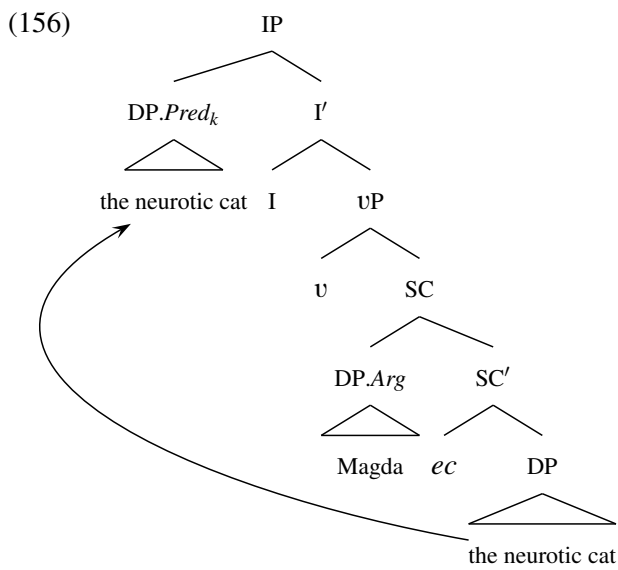 (156) IP
DP.Pred_k I′
the neurotic cat I υP
υ SC
DP.Arg SC′
Magda ec DP
the neurotic cat